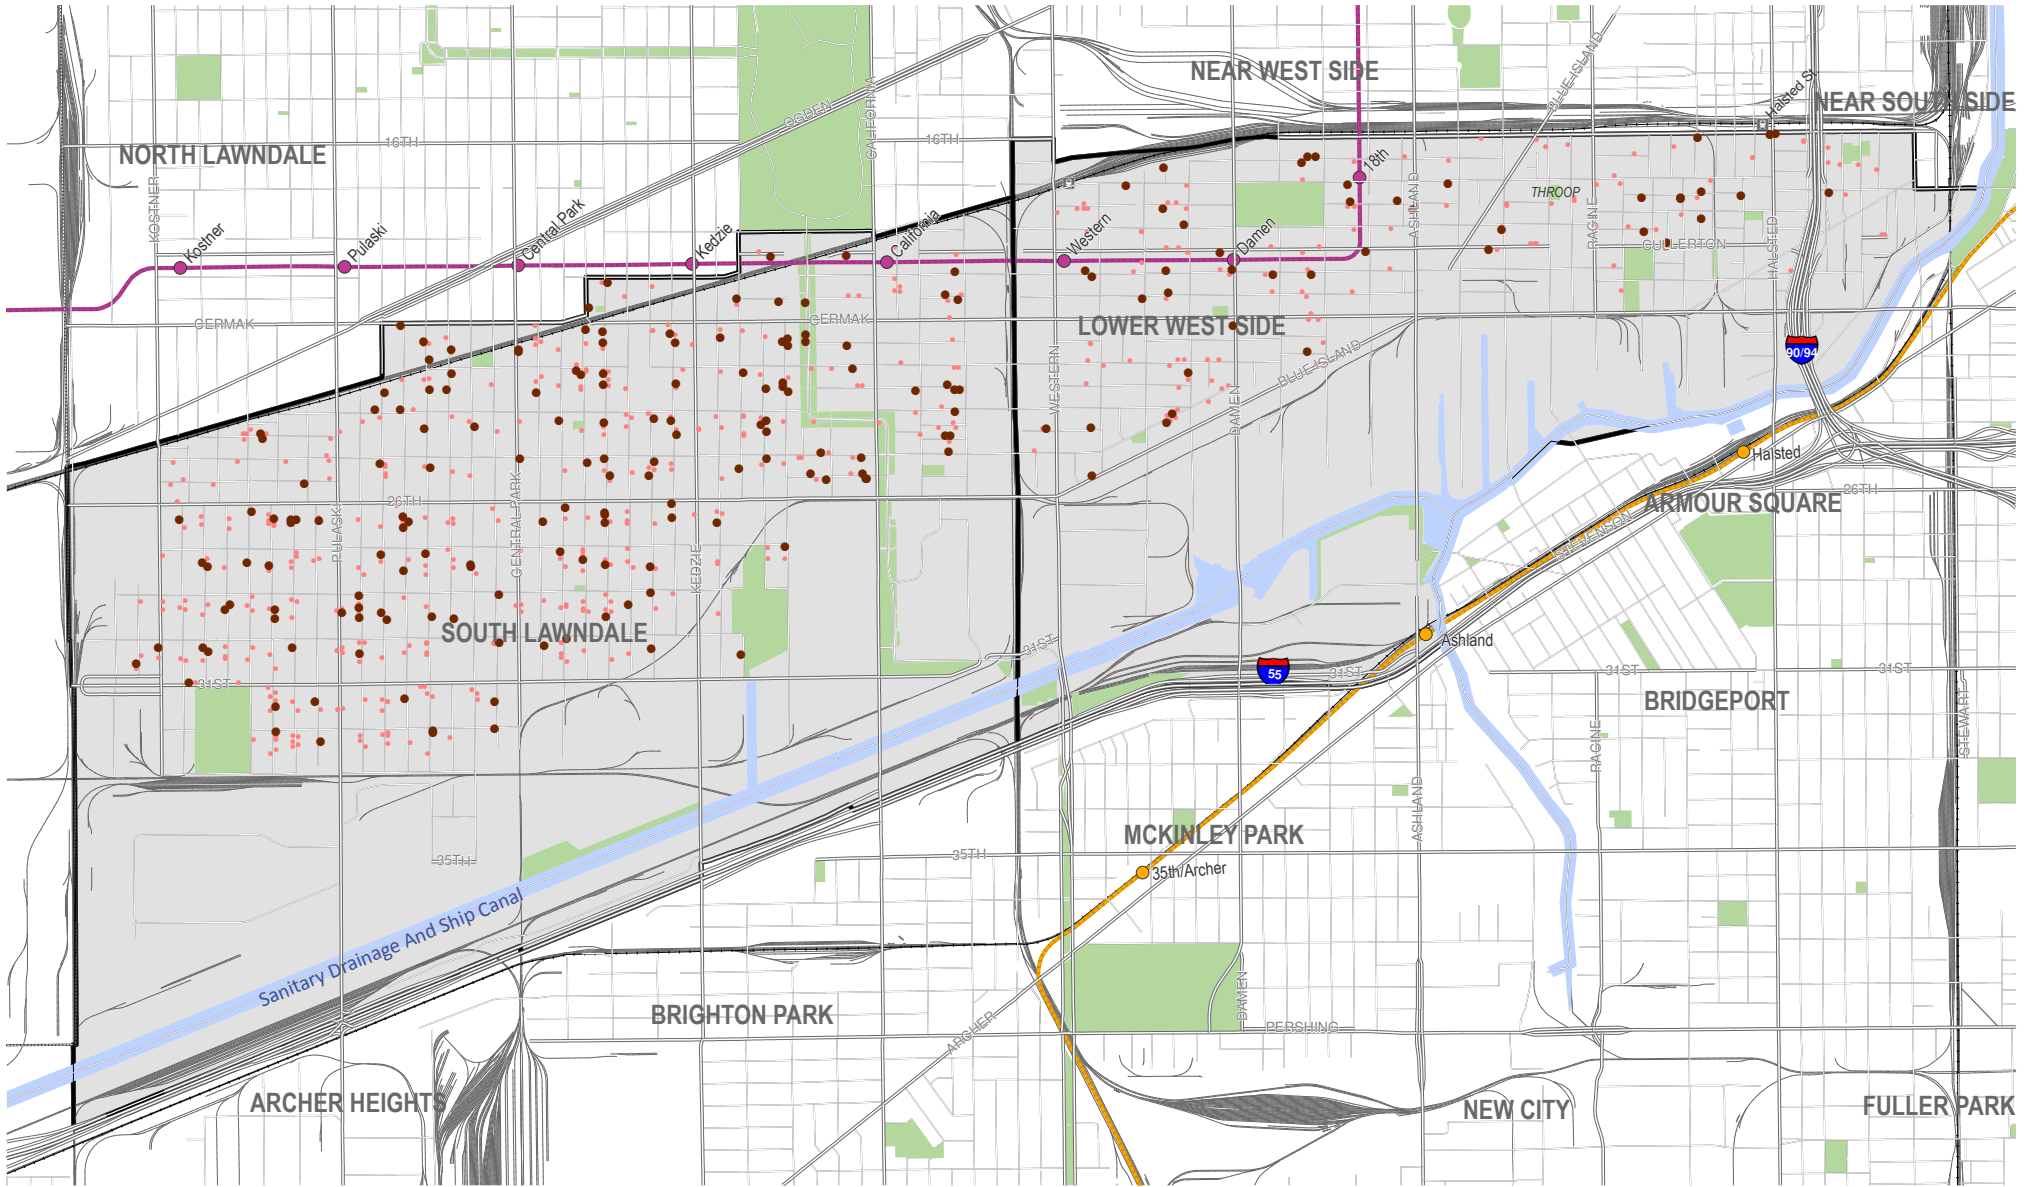 NEAR WEST SIDE
BLUE ISLAND
Halsted St.
NEAR SOUTH SIDE
OGDEN
CALIFORNIA
16TH
16TH
NORTH LAWNDALE
18th
KOSTNER
ASHLAND
THROOP
Kostner
Pulaski
Central Park
Kedzie
California
Western
Damen
RACINE
CULLERTON
HALSTED
CERMAK
CERMAK
LOWER WEST SIDE
BLUE ISLAND
90/94
WESTERN
DAMEN
Halsted
26TH
26TH
ARMOUR SQUARE
PULASKI
CENTRAL PARK
KEDZIE
STEVENSON
SOUTH LAWNDALE
31ST
Ashland
55
31ST
31ST
31ST
31ST
BRIDGEPORT
RACINE
STEWART
ASHLAND
MCKINLEY PARK
35TH
35TH
35th/Archer
Sanitary Drainage And Ship Canal
DAMEN
BRIGHTON PARK
ARCHER
PERSHING
ARCHER HEIGHTS
NEW CITY
FULLER PARK